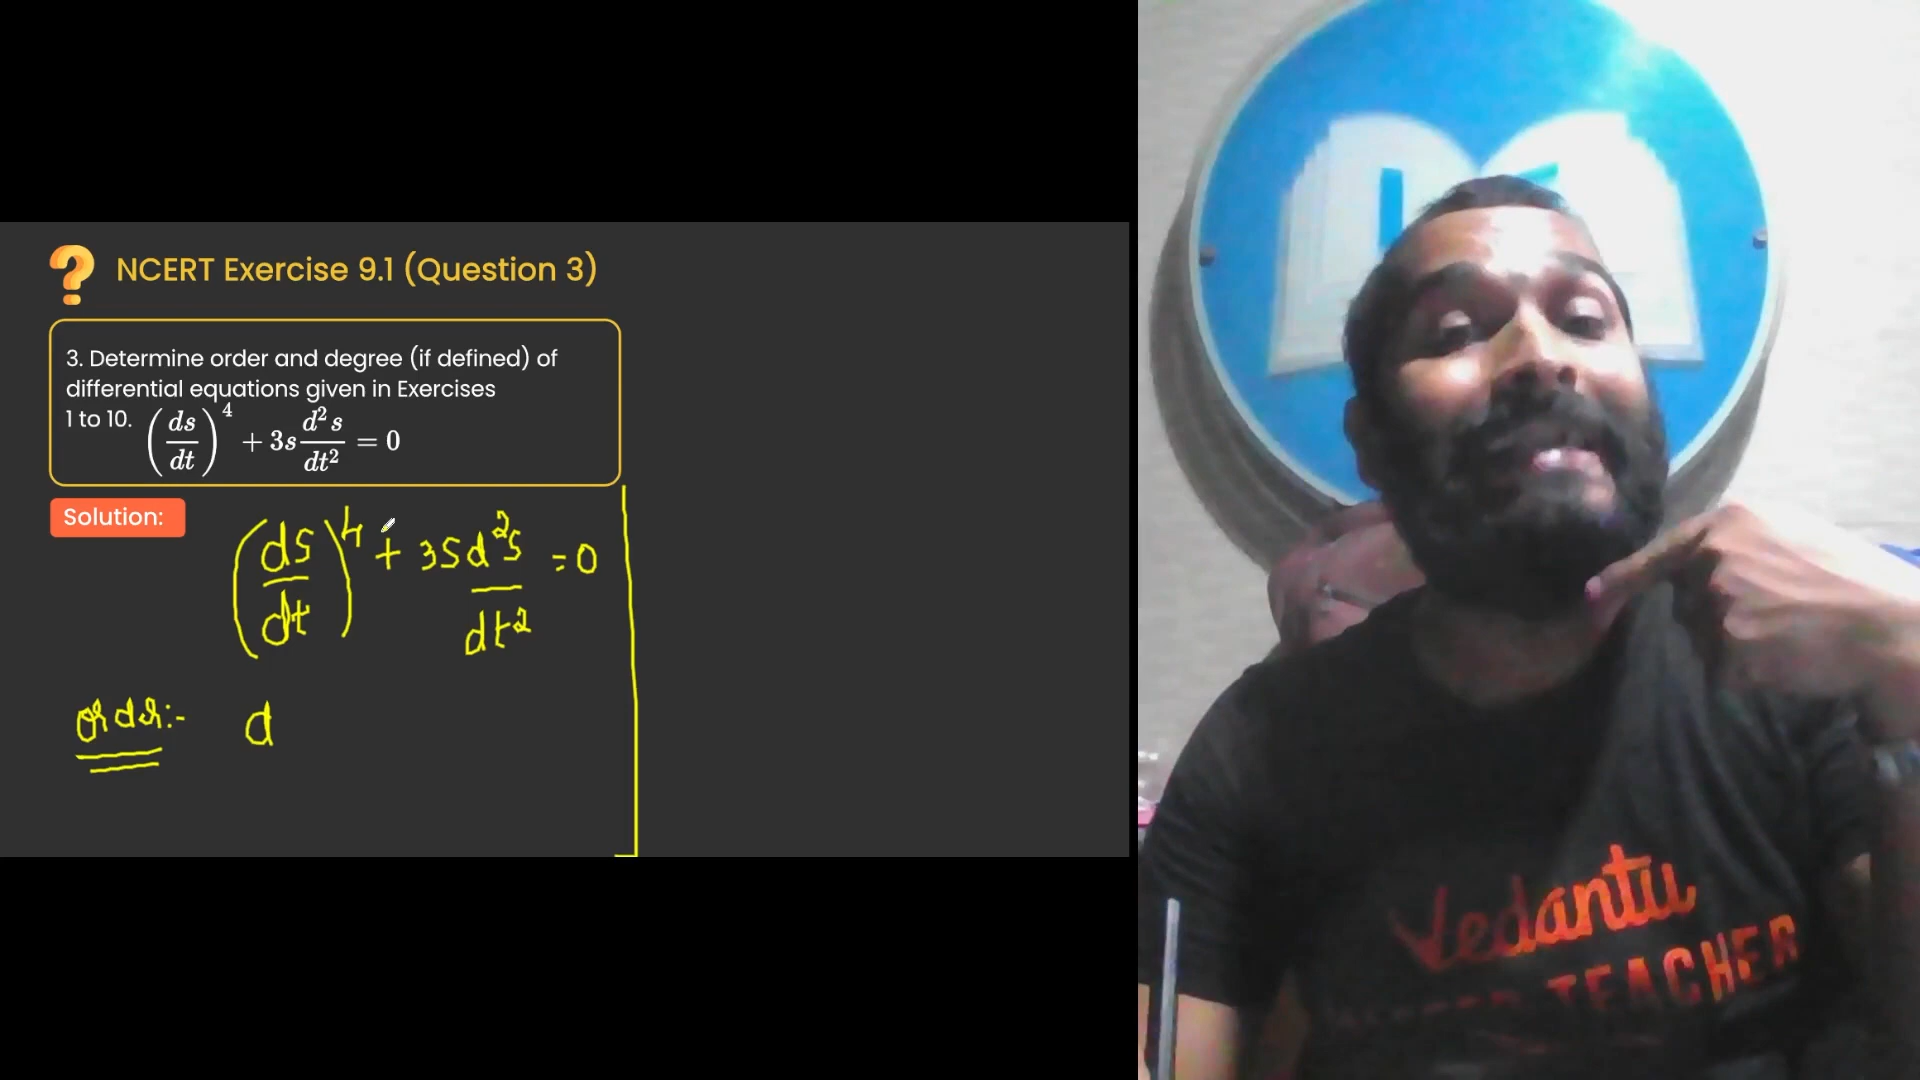 NCERT Exercise 9.1 (Question 3)
3. Determine order and degree (if defined) of
differential equations given in Exercises
1 to 10. (ds/dt)⁴ + 3s d²s/dt² = 0
Solution:
(ds/dt)⁴ + 3s d²s/dt² = 0
order:- d
Vedantu
TEACHER